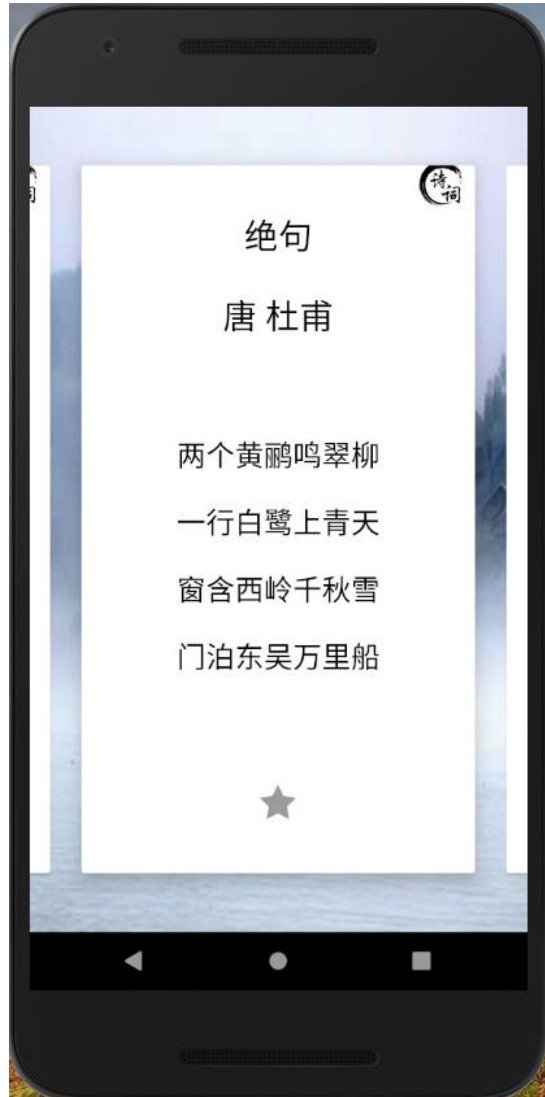 诗词
绝句
唐 杜甫
两个黄鹂鸣翠柳
一行白鹭上青天
窗含西岭千秋雪
门泊东吴万里船